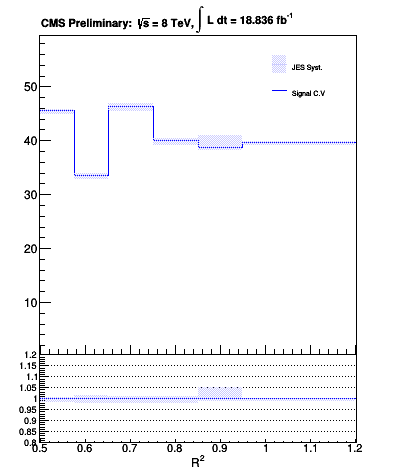 CMS Preliminary: √s = 8 TeV, ∫ L dt = 18.836 fb⁻¹
JES Syst.
Signal C.V
50
40
30
20
10
1.2
1.15
1.1
1.05
1
0.95
0.9
0.85
0.8
0.5 0.6 0.7 0.8 0.9 1 1.1 1.2
R²